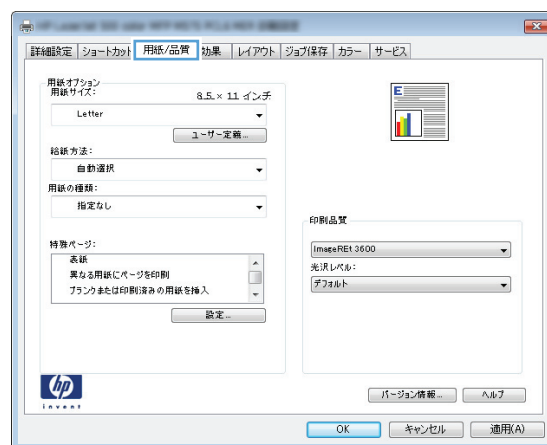 詳細設定 ショートカット 用紙/品質 効果 レイアウト ジョブ保存 カラー サービス
用紙オプション
用紙サイズ: 8.5 × 11 インチ
Letter
ユーザー定義...
給紙方法:
自動選択
用紙の種類:
指定なし
特殊ページ:
表紙
異なる用紙にページを印刷
ブランクまたは印刷済みの用紙を挿入
設定...
E
印刷品質
ImageREt 3600
光沢レベル:
デフォルト
hp
invent
バージョン情報... ヘルプ
OK キャンセル 適用(A)